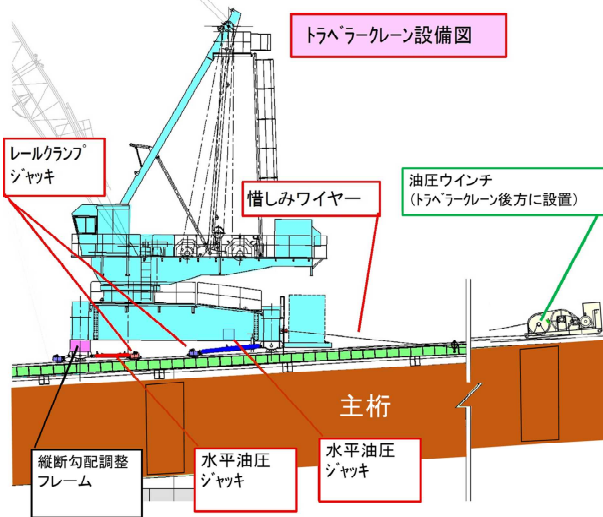 トラベラークレーン設備図
レールクランプ
ジャッキ
惜しみワイヤー
油圧ウインチ
(トラベラークレーン後方に設置)
主桁
縦断勾配調整
フレーム
水平油圧
ジャッキ
水平油圧
ジャッキ